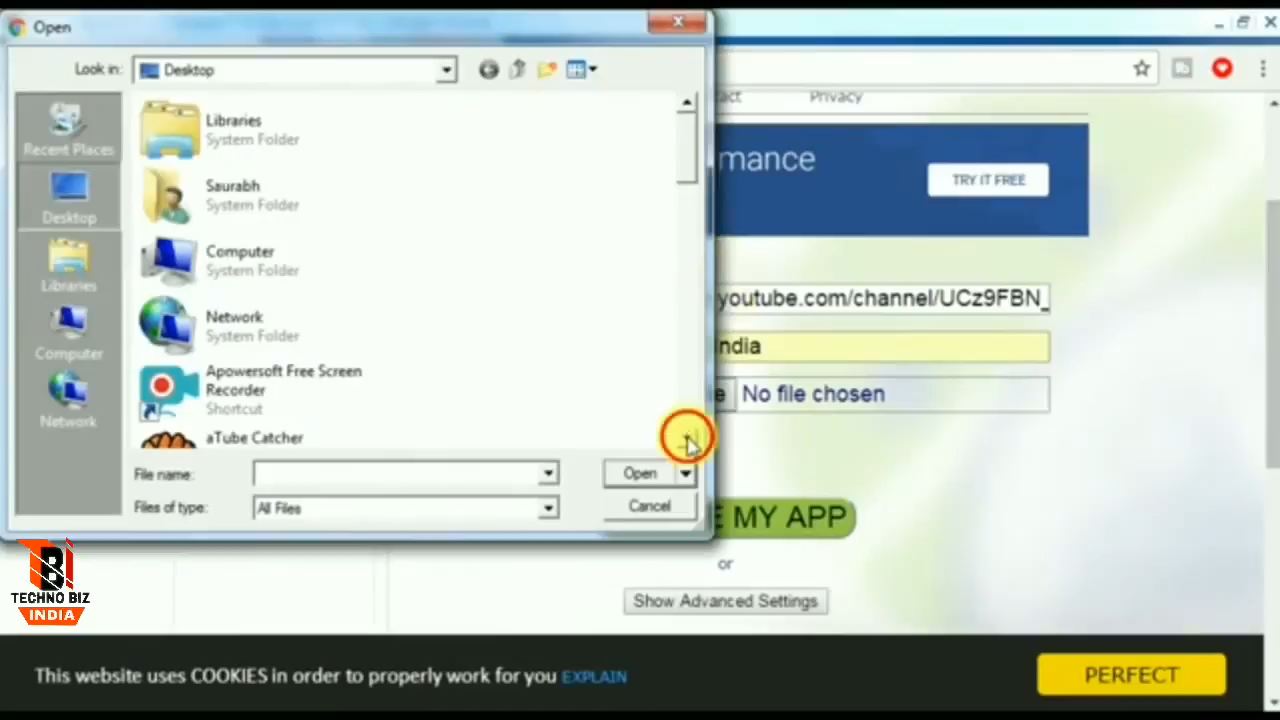 Open
Look in:
Desktop
Recent Places
Desktop
Libraries
Computer
Network
Libraries
System Folder
Saurabh
System Folder
Computer
System Folder
Network
System Folder
Apowersoft Free Screen
Recorder
Shortcut
aTube Catcher
File name:
Open
Files of type:
All Files
Cancel
Privacy
mance
TRY IT FREE
youtube.com/channel/UCz9FBN_
India
No file chosen
E MY APP
or
Show Advanced Settings
TBI
TECHNO BIZ
INDIA
This website uses COOKIES in order to properly work for you EXPLAIN
PERFECT